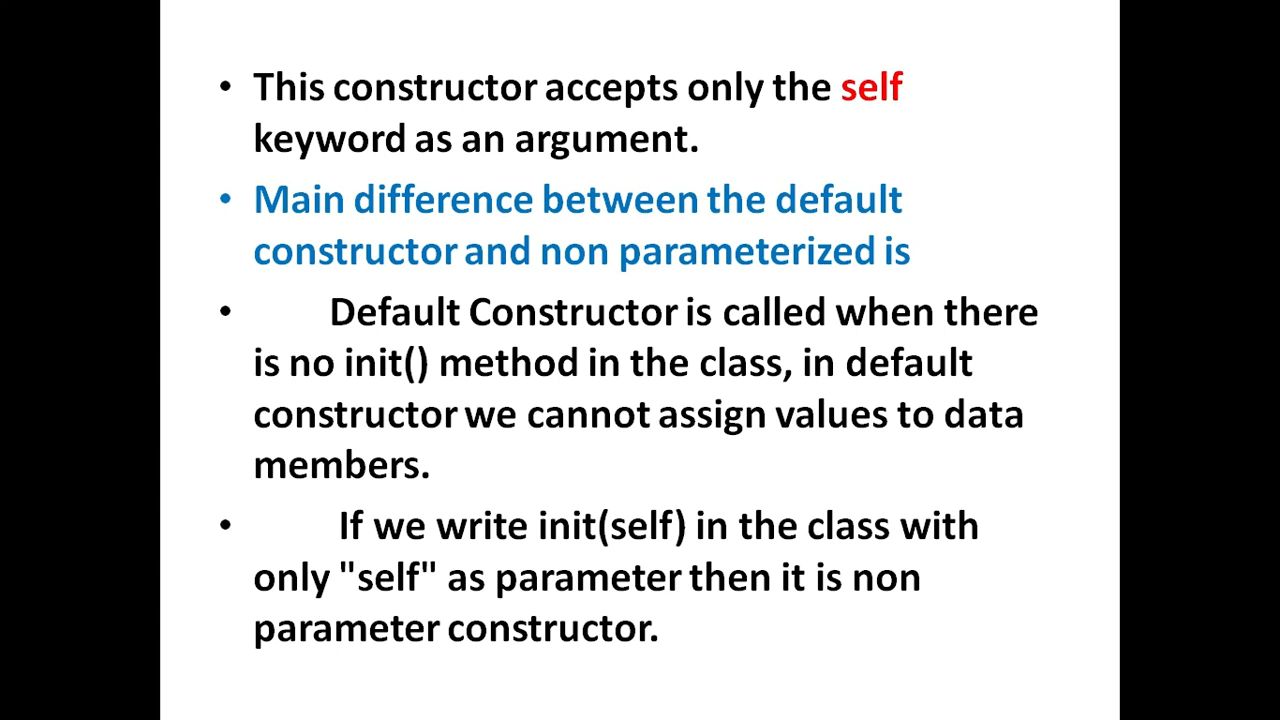 • This constructor accepts only the self
keyword as an argument.
• Main difference between the default
constructor and non parameterized is
• Default Constructor is called when there
is no init() method in the class, in default
constructor we cannot assign values to data
members.
• If we write init(self) in the class with
only "self" as parameter then it is non
parameter constructor.